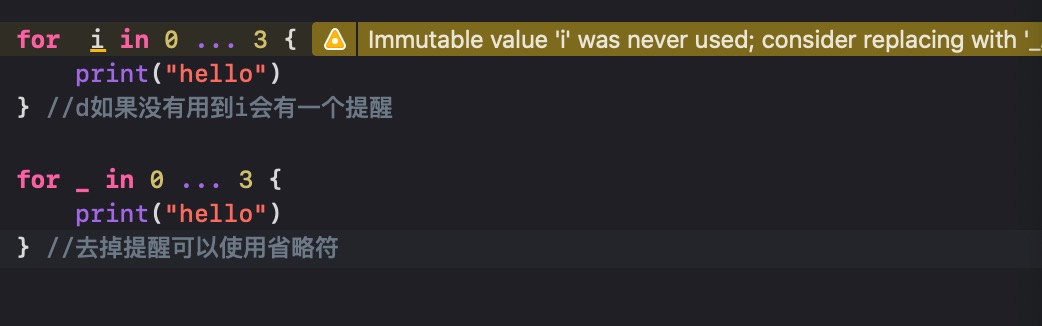 for  i in 0 ... 3 { Immutable value 'i' was never used; consider replacing with '_
    print("hello")
} //d如果没有用到i会有一个提醒
for _ in 0 ... 3 {
    print("hello")
} //去掉提醒可以使用省略符